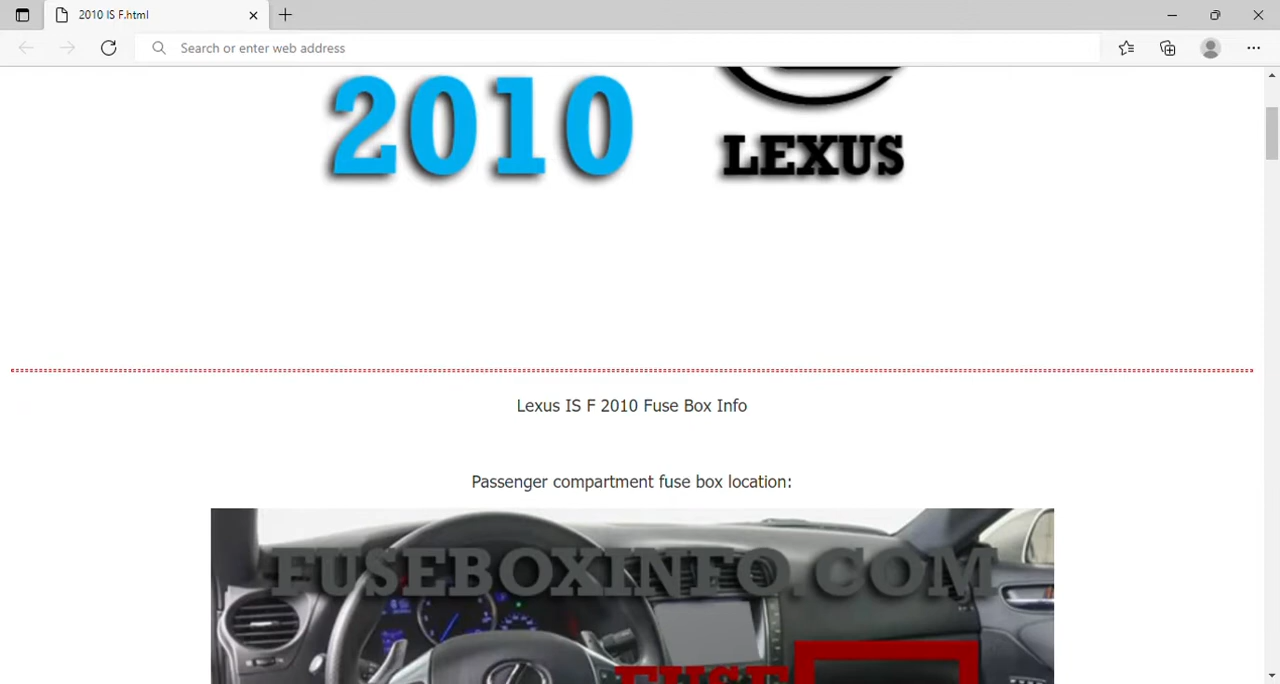 2010 IS F.html
Search or enter web address
2010
LEXUS
Lexus IS F 2010 Fuse Box Info
Passenger compartment fuse box location:
FUSEBOXINFO.COM
FUSE